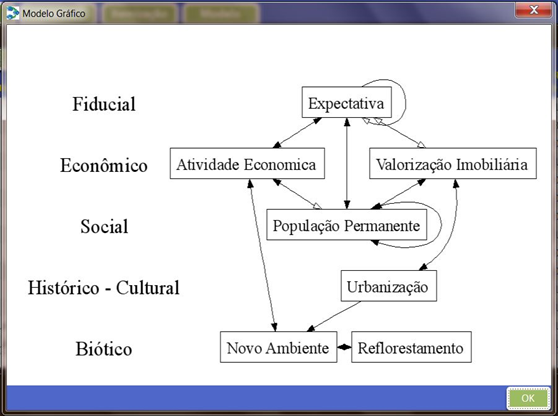 Modelo Gráfico
Fiducial
Expectativa
Econômico
Atividade Economica
Valorização Imobiliária
Social
População Permanente
Histórico - Cultural
Urbanização
Biótico
Novo Ambiente
Reflorestamento
OK